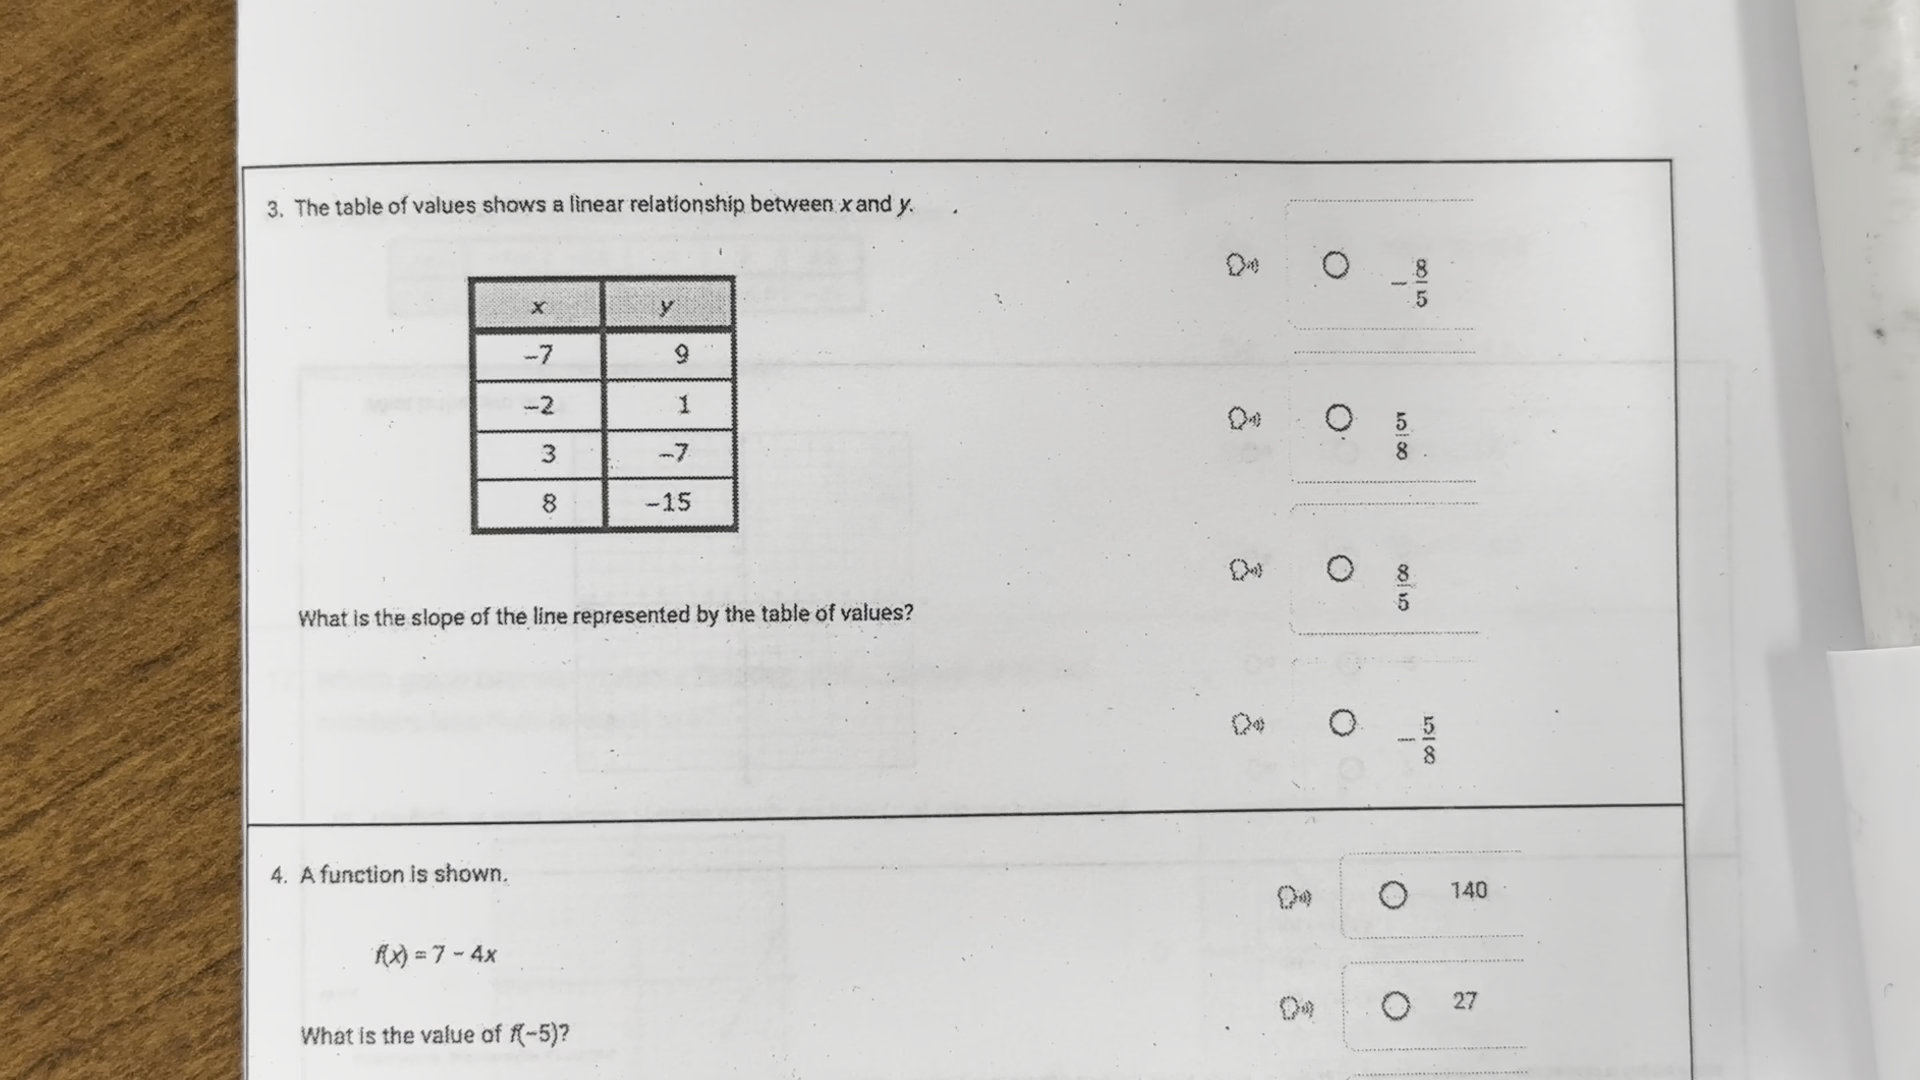 3. The table of values shows a linear relationship between x and y.
x y
−7 9
−2 1
3 −7
8 −15
What is the slope of the line represented by the table of values?
−8/5
5/8
8/5
−5/8
4. A function is shown.
f(x) = 7 − 4x
What is the value of f(−5)?
140
27